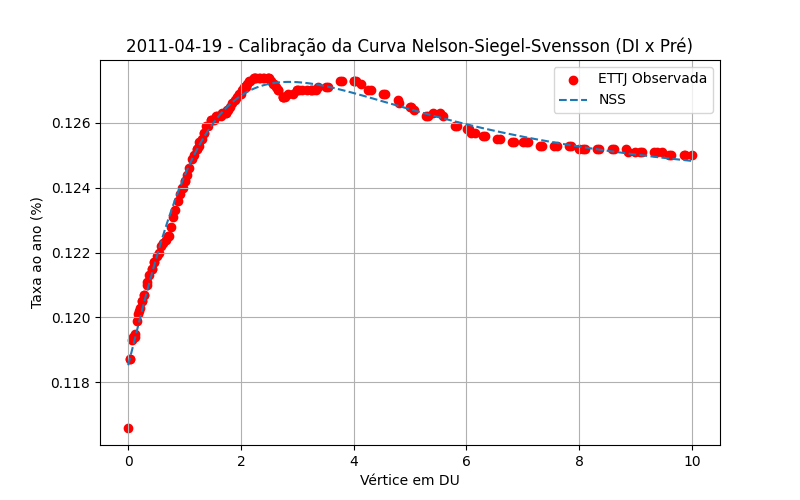 2011-04-19 - Calibração da Curva Nelson-Siegel-Svensson (DI x Pré)
ETTJ Observada
NSS
Taxa ao ano (%)
0.126
0.124
0.122
0.120
0.118
0 2 4 6 8 10
Vértice em DU